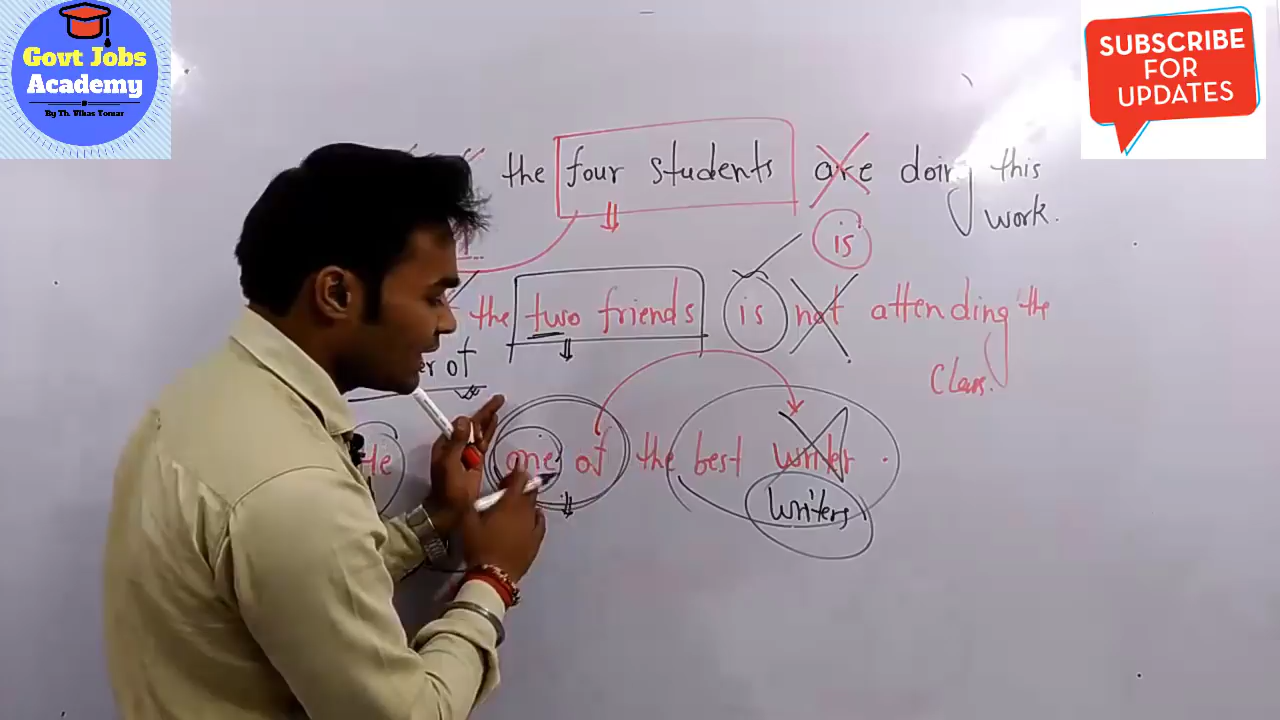 Govt Jobs
Academy
By Th. Vikas Tomar
SUBSCRIBE
FOR
UPDATES
the four students are doing this
work.
is
the two friends is not attending the
Class.
of
He one of the best writer.
writers